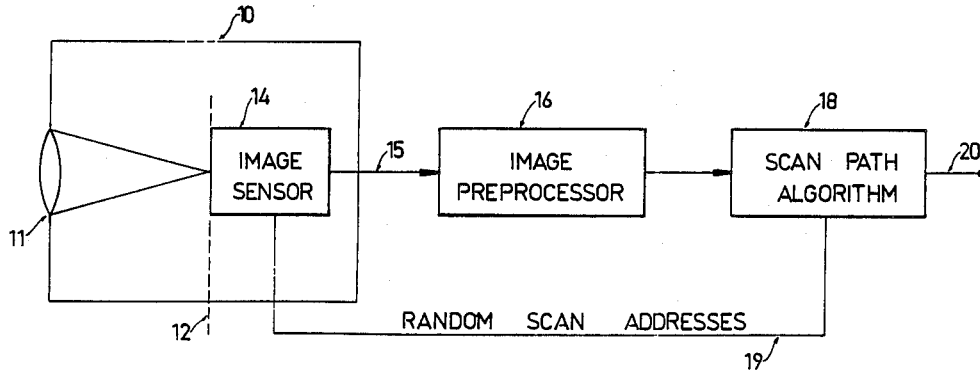 10
14
16
18
IMAGE
SENSOR
15
IMAGE
PREPROCESSOR
SCAN PATH
ALGORITHM
20
11
12
RANDOM SCAN ADDRESSES
19